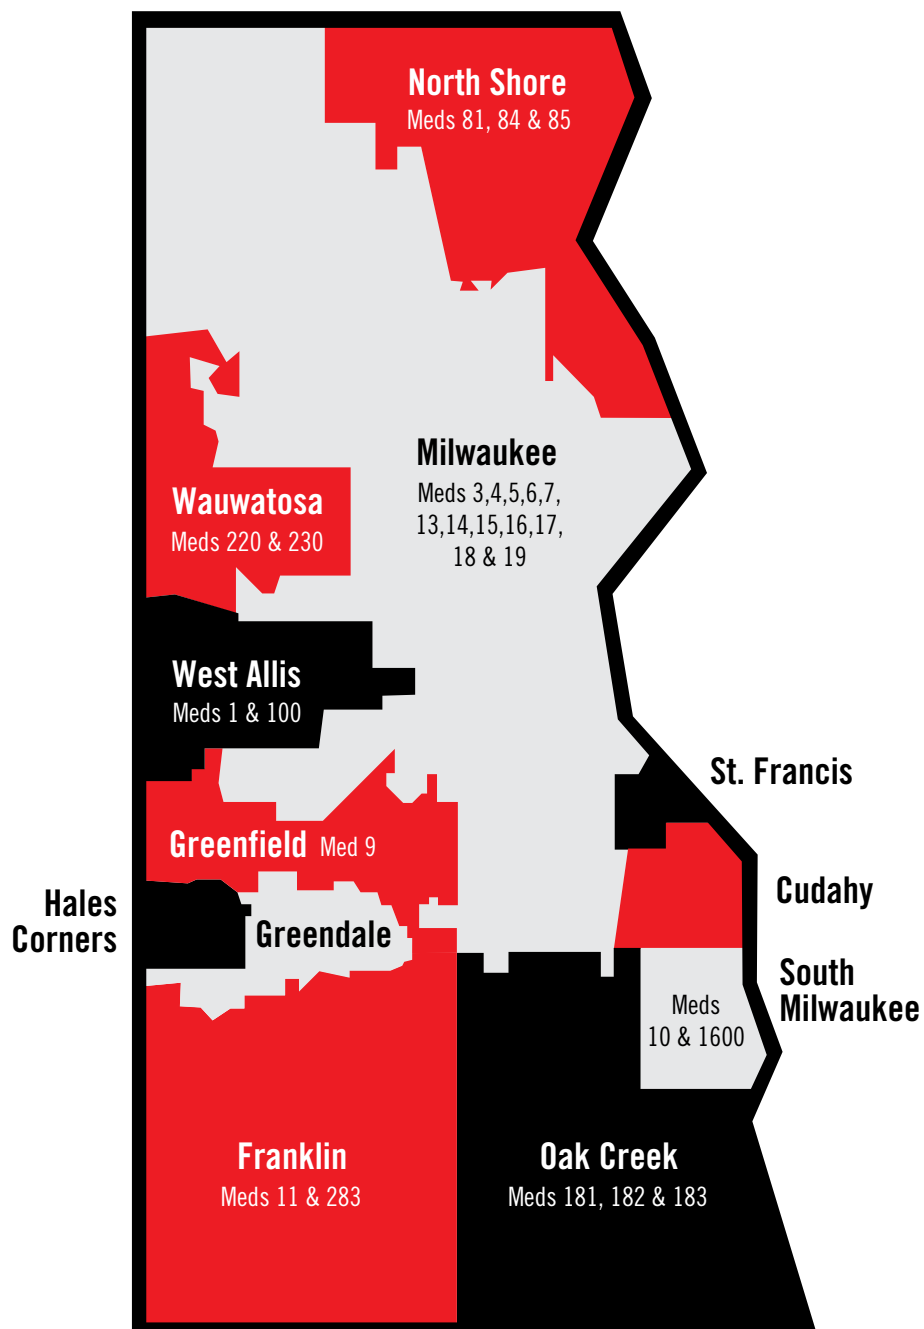 North Shore
Meds 81, 84 & 85
Milwaukee
Meds 3,4,5,6,7,
13,14,15,16,17,
18 & 19
Wauwatosa
Meds 220 & 230
West Allis
Meds 1 & 100
St. Francis
Greenfield Med 9
Cudahy
Hales
Corners
Greendale
South
Milwaukee
Meds
10 & 1600
Franklin
Meds 11 & 283
Oak Creek
Meds 181, 182 & 183